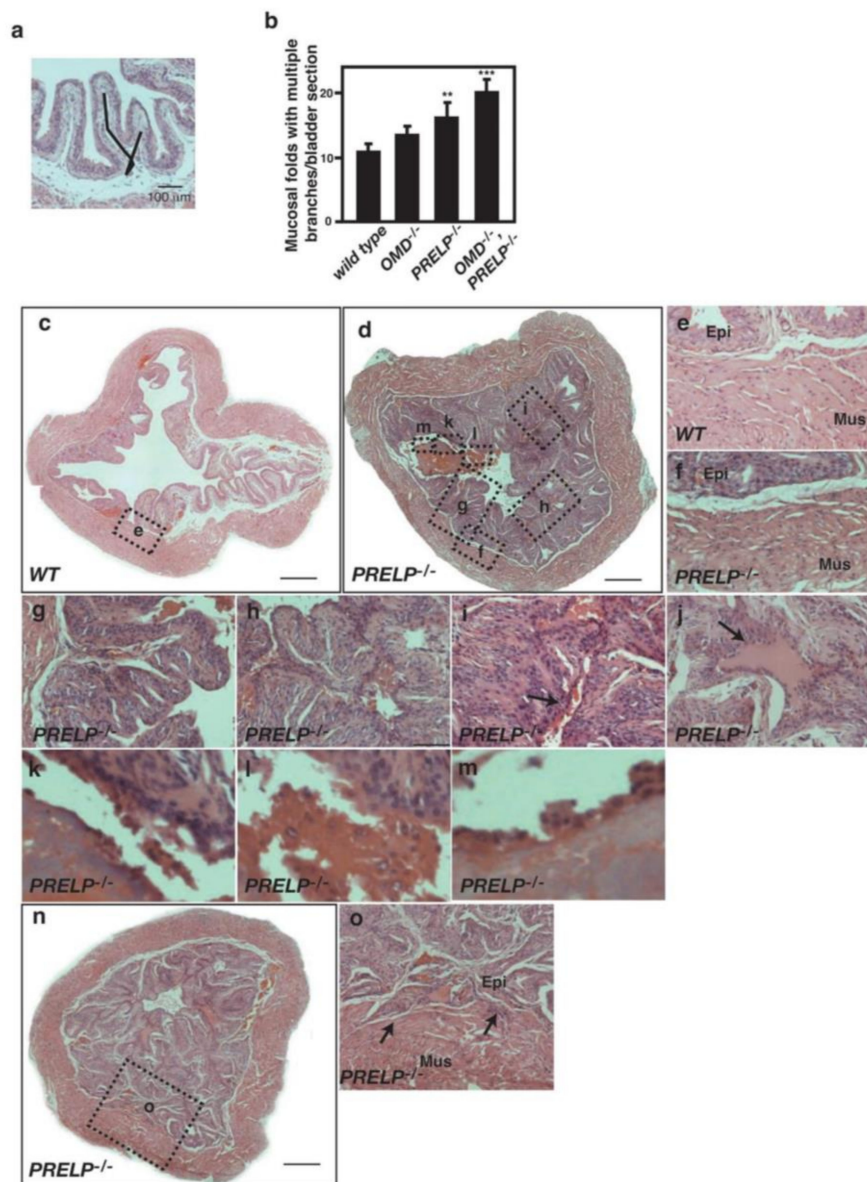 a
100 µm
b
Mucosal folds with multiple
branches/bladder section
20
10
0
**
***
wild type
OMD-/-
PRELP-/-
OMD-/-,
PRELP-/-
c
e
WT
d
m
k
l
i
g
h
f
PRELP-/-
e
Epi
Mus
WT
f
Epi
Mus
PRELP-/-
g
PRELP-/-
h
PRELP-/-
i
PRELP-/-
j
PRELP-/-
k
PRELP-/-
l
PRELP-/-
m
PRELP-/-
n
o
PRELP-/-
o
Epi
Mus
PRELP-/-